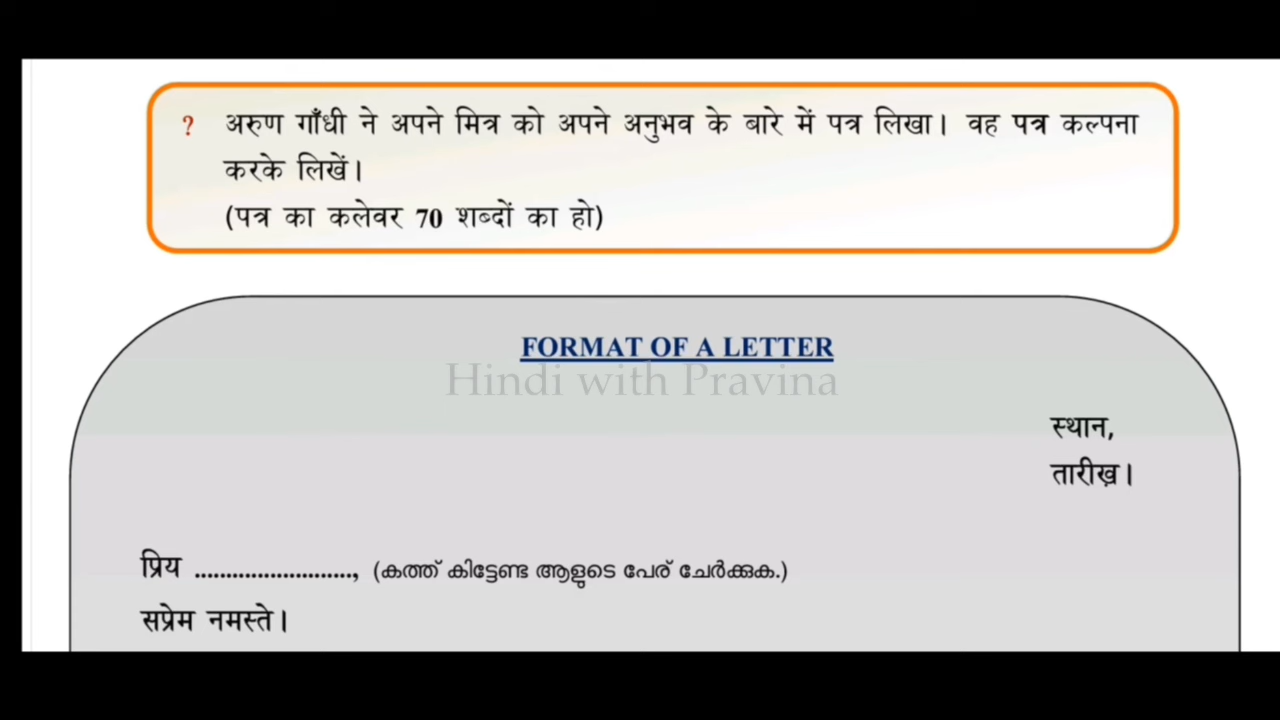 ? अरुण गाँधी ने अपने मित्र को अपने अनुभव के बारे में पत्र लिखा। वह पत्र कल्पना
करके लिखें।
(पत्र का कलेवर 70 शब्दों का हो)
FORMAT OF A LETTER
Hindi with Pravina
स्थान,
तारीख़।
प्रिय .........................., (കത്ത് കിട്ടേണ്ട ആളുടെ പേര് ചേർക്കുക.)
सप्रेम नमस्ते।